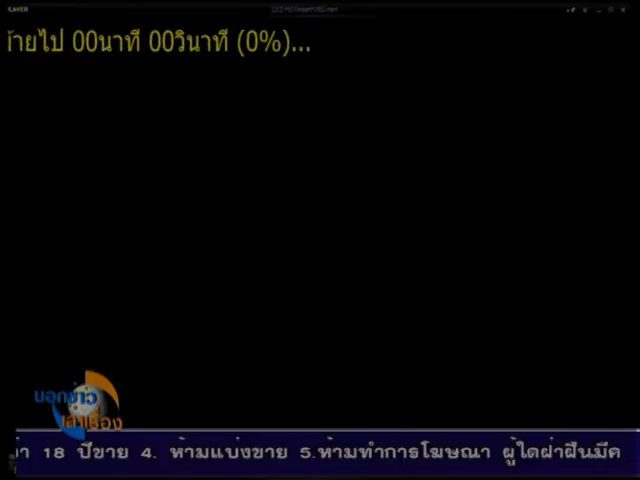 ้ายไป 00นาที 00วินาที (0%)...
บอกข่าว
เล่าเรื่อง
ว่า 18 ปีขาย 4. ห้ามแบ่งขาย 5.ห้ามทำการโฆษณา ผู้ใดฝ่าฝืนมีค